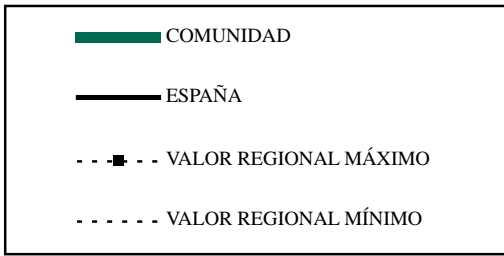 COMUNIDAD
ESPAÑA
VALOR REGIONAL MÁXIMO
VALOR REGIONAL MÍNIMO